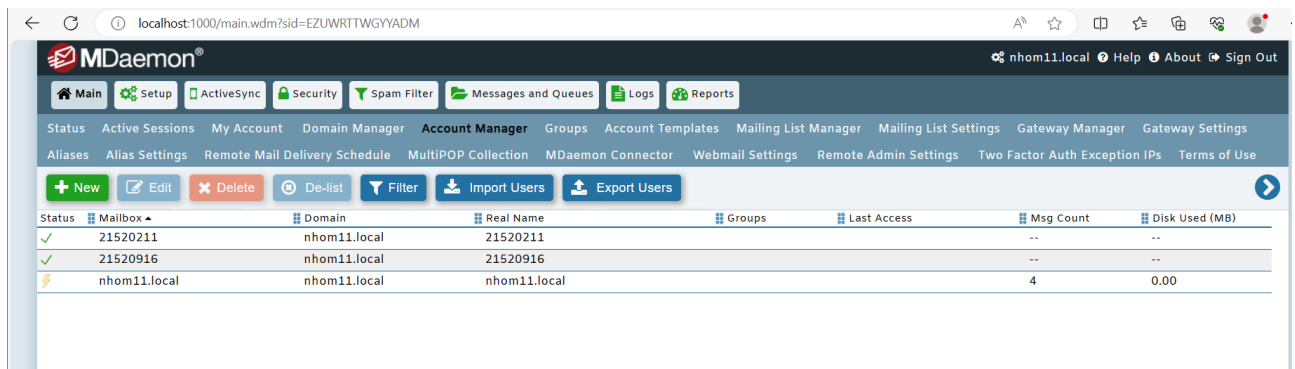 localhost:1000/main.wdm?sid=EZUWRTTWGYYADM
MDaemon®
nhom11.local Help About Sign Out
Main Setup ActiveSync Security Spam Filter Messages and Queues Logs Reports
Status Active Sessions My Account Domain Manager Account Manager Groups Account Templates Mailing List Manager Mailing List Settings Gateway Manager Gateway Settings
Aliases Alias Settings Remote Mail Delivery Schedule MultiPOP Collection MDaemon Connector Webmail Settings Remote Admin Settings Two Factor Auth Exception IPs Terms of Use
New Edit Delete De-list Filter Import Users Export Users
Status Mailbox Domain Real Name Groups Last Access Msg Count Disk Used (MB)
21520211 nhom11.local 21520211 -- --
21520916 nhom11.local 21520916 -- --
nhom11.local nhom11.local nhom11.local 4 0.00